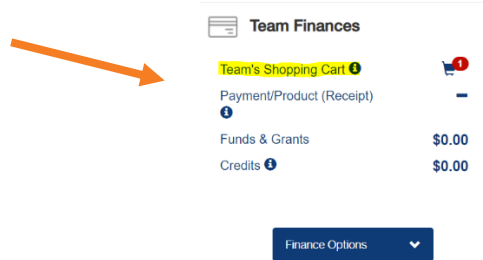 Team Finances
Team's Shopping Cart
1
Payment/Product (Receipt)
Funds & Grants $0.00
Credits $0.00
Finance Options